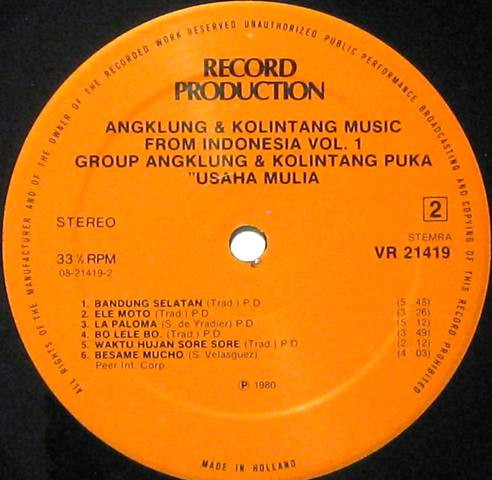 ALL RIGHTS OF THE MANUFACTURER AND OF THE OWNER OF THE RECORDED WORK RESERVED UNAUTHORIZED PUBLIC PERFORMANCE BROADCASTING AND COPYING OF THIS RECORD PROHIBITED
RECORD
PRODUCTION
ANGKLUNG & KOLINTANG MUSIC
FROM INDONESIA VOL. 1
GROUP ANGKLUNG & KOLINTANG PUKA
"USAHA MULIA
STEREO
2
STEMRA
33 ⅓ RPM
VR 21419
08-21419-2
1. BANDUNG SELATAN (Trad.) P.D. (5 48)
2. ELE MOTO (Trad.) P.D. (3 26)
3. LA PALOMA (S. de Yradier) P.D. (5 12)
4. BO LELE BO. (Trad.) P.D. (3 49)
5. WAKTU HUJAN SORE SORE (Trad.) P.D. (2 12)
6. BESAME MUCHO (S. Velasguez) (4 03)
Peer Int. Corp.
℗ 1980
MADE IN HOLLAND